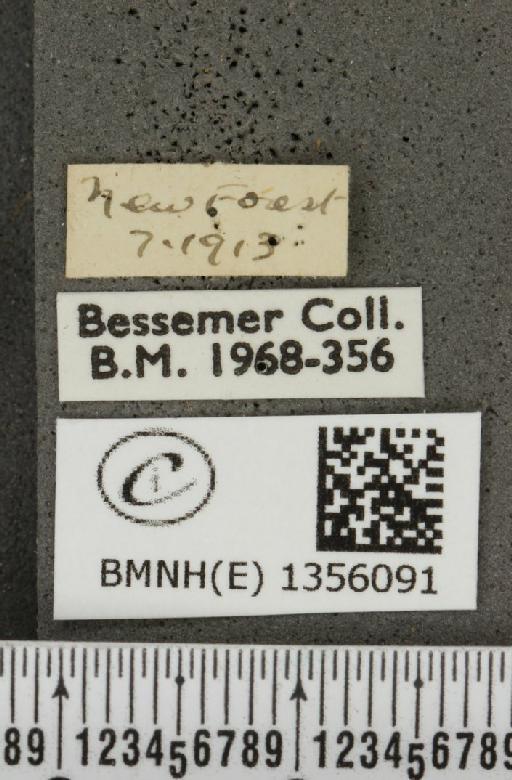 New Forest
7.1913
Bessemer Coll.
B.M. 1968-356
BMNH(E) 1356091
89 123456789 123456789